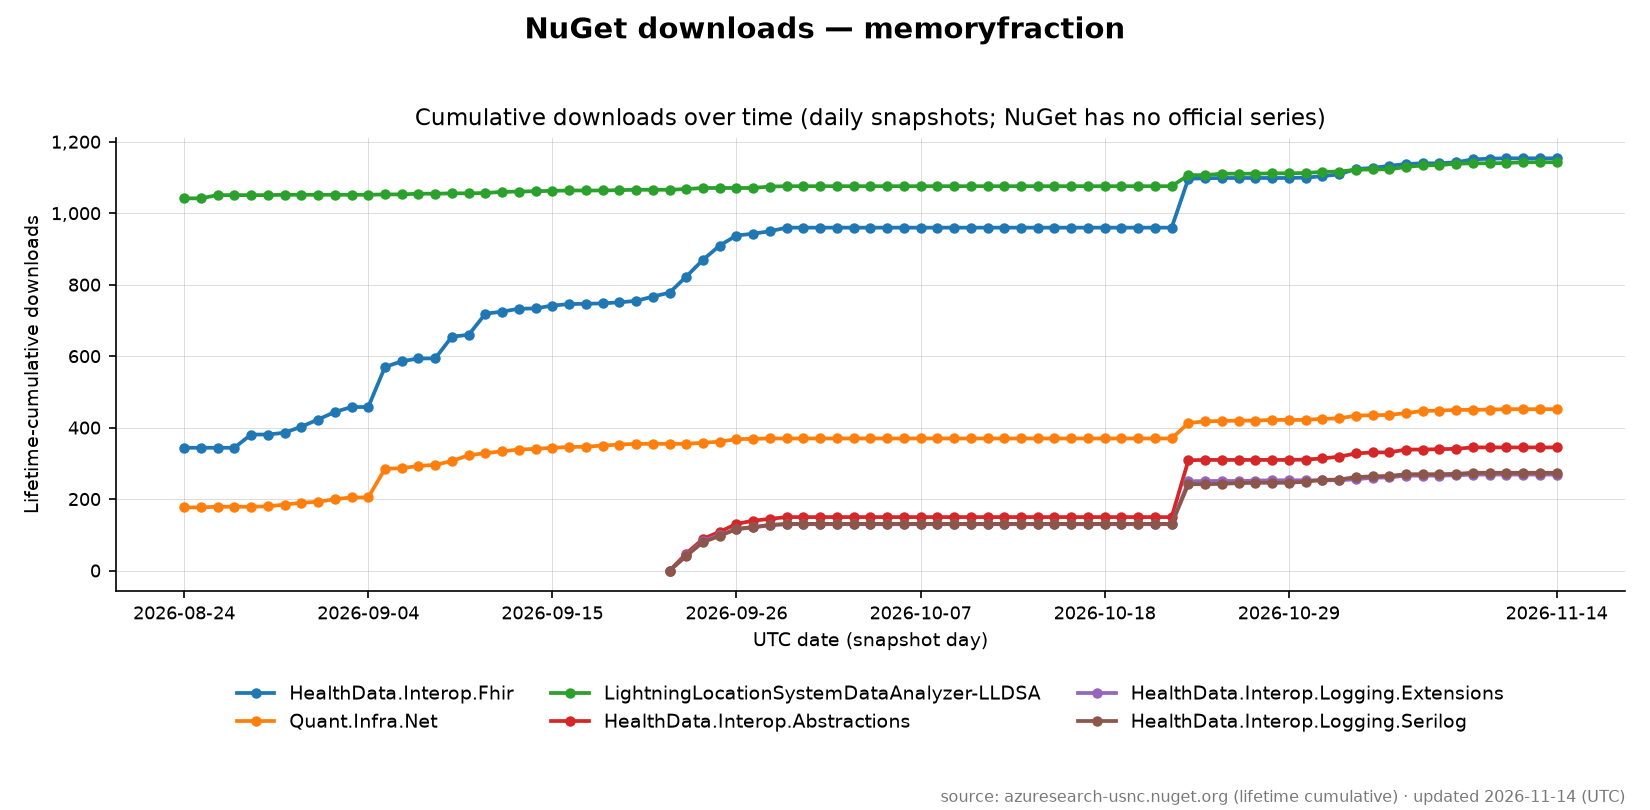 NuGet downloads — memoryfraction
Cumulative downloads over time (daily snapshots; NuGet has no official series)
Lifetime-cumulative downloads
1,200
1,000
800
600
400
200
0
2026-08-24
2026-09-04
2026-09-15
2026-09-26
2026-10-07
2026-10-18
2026-10-29
2026-11-14
UTC date (snapshot day)
HealthData.Interop.Fhir
LightningLocationSystemDataAnalyzer-LLDSA
HealthData.Interop.Logging.Extensions
Quant.Infra.Net
HealthData.Interop.Abstractions
HealthData.Interop.Logging.Serilog
source: azuresearch-usnc.nuget.org (lifetime cumulative) · updated 2026-11-14 (UTC)